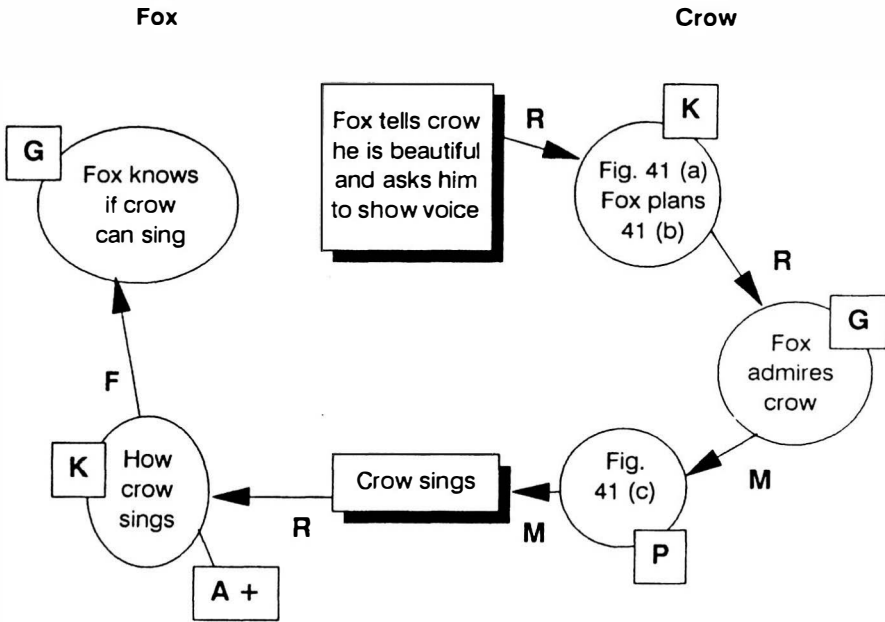 Fox
Crow
G
Fox knows
if crow
can sing
Fox tells crow
he is beautiful
and asks him
to show voice
R
K
Fig. 41 (a)
Fox plans
41 (b)
R
G
Fox
admires
crow
M
Fig.
41 (c)
P
M
Crow sings
R
K
How
crow
sings
A +
F